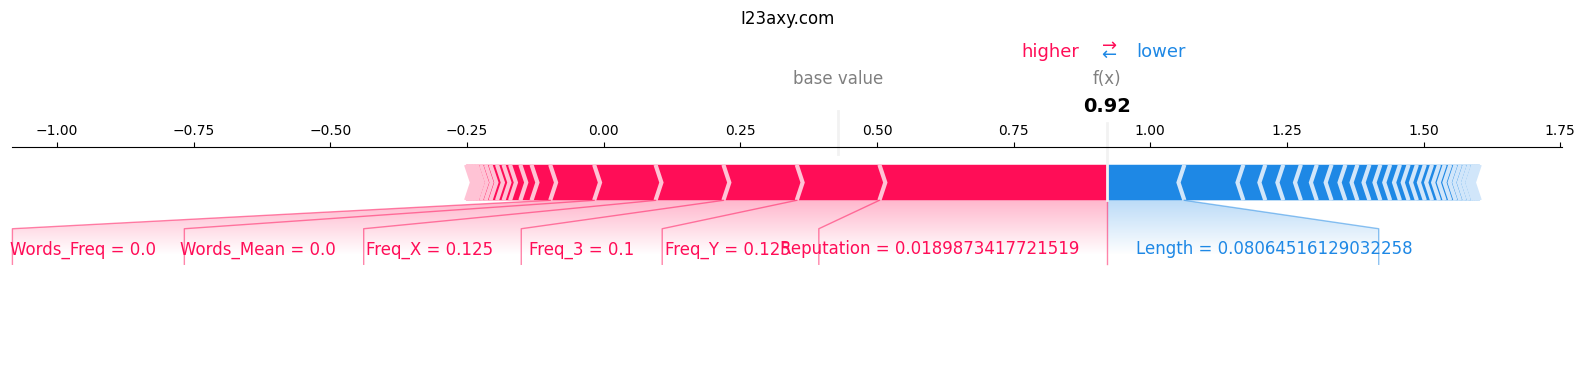 l23axy.com
higher ⇄ lower
base value f(x)
0.92
−1.00 −0.75 −0.50 −0.25 0.00 0.25 0.50 0.75 1.00 1.25 1.50 1.75
Words_Freq = 0.0 Words_Mean = 0.0 Freq_X = 0.125 Freq_3 = 0.1 Freq_Y = 0.125 Reputation = 0.0189873417721519 Length = 0.08064516129032258